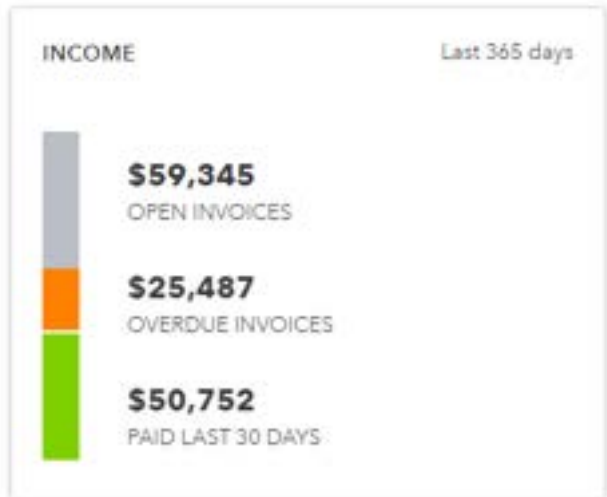 INCOME
Last 365 days
$59,345
OPEN INVOICES
$25,487
OVERDUE INVOICES
$50,752
PAID LAST 30 DAYS